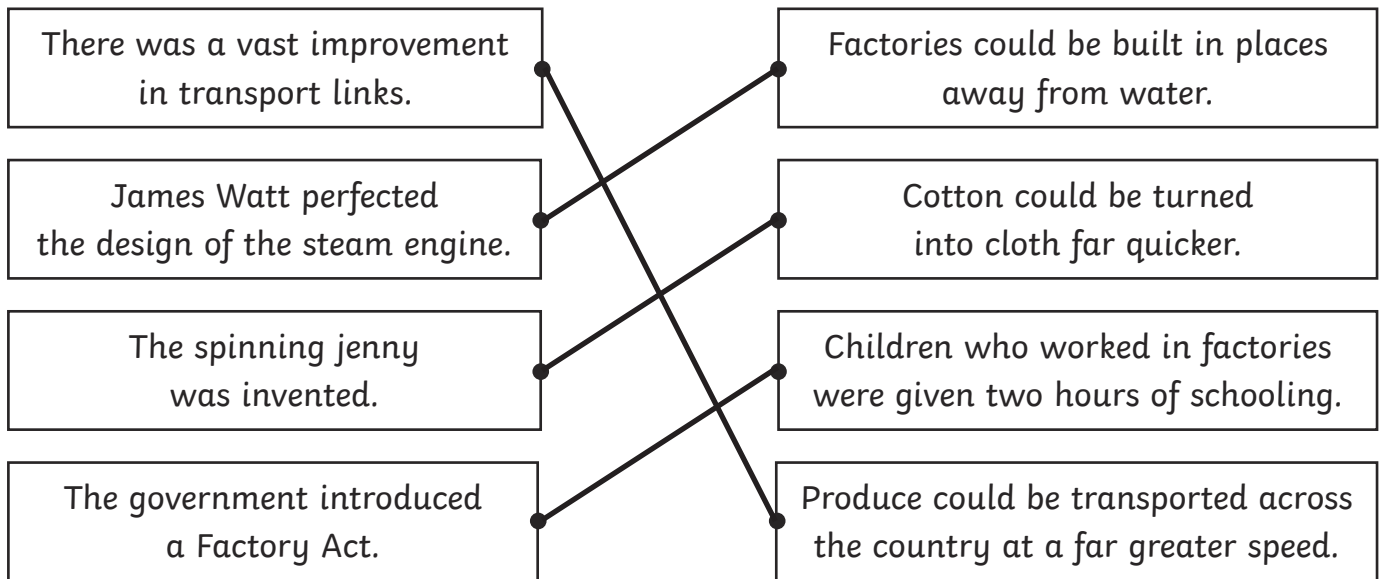 There was a vast improvement
in transport links.
Factories could be built in places
away from water.
James Watt perfected
the design of the steam engine.
Cotton could be turned
into cloth far quicker.
The spinning jenny
was invented.
Children who worked in factories
were given two hours of schooling.
The government introduced
a Factory Act.
Produce could be transported across
the country at a far greater speed.